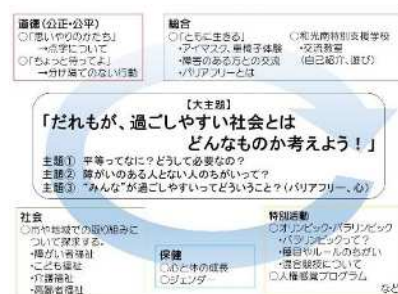 道徳(公正・公平)
○「思いやりのかたち」
→点字について
○「ちょっと待ってよ」
→分け隔てのない行動
総合
○「ともに生きる」
・アイマスク、車椅子体験
・障害のある方との交流
・バリアフリーとは
○和光南特別支援学校
・交流教室
(自己紹介、遊び)
【大主題】
「だれもが、過ごしやすい社会とは
どんなものか考えよう!」
主題① 平等ってなに?どうして必要なの?
主題② 障がいのある人とない人のちがいって?
主題③ “みんな”が過ごしやすいってどういうこと?(バリアフリー、心)
社会
○市や地域での取り組みに
ついて探求する。
・障がい者福祉
・こども福祉
・介護福祉
・高齢者福祉
保健
○心と体の成長
○ジェンダー
特別活動
○オリンピック・パラリンピック
・パラリンピックって?
・種目やルールのちがい
・混合競技について
○人権感覚プログラム
など